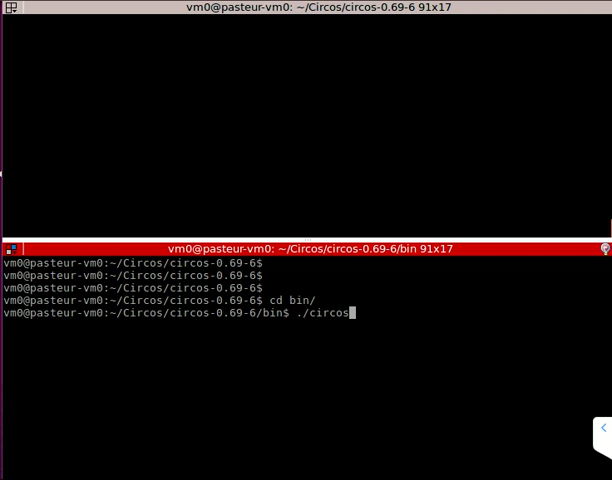 vm0@pasteur-vm0: ~/Circos/circos-0.69-6 91x17
vm0@pasteur-vm0: ~/Circos/circos-0.69-6/bin 91x17
vm0@pasteur-vm0:~/Circos/circos-0.69-6$
vm0@pasteur-vm0:~/Circos/circos-0.69-6$
vm0@pasteur-vm0:~/Circos/circos-0.69-6$
vm0@pasteur-vm0:~/Circos/circos-0.69-6$ cd bin/
vm0@pasteur-vm0:~/Circos/circos-0.69-6/bin$ ./circos